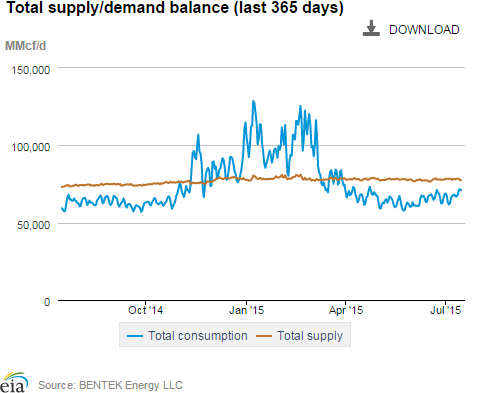 Total supply/demand balance (last 365 days)
DOWNLOAD
MMcf/d
150,000
100,000
50,000
0
Oct '14 Jan '15 Apr '15 Jul '15
Total consumption Total supply
eia Source: BENTEK Energy LLC